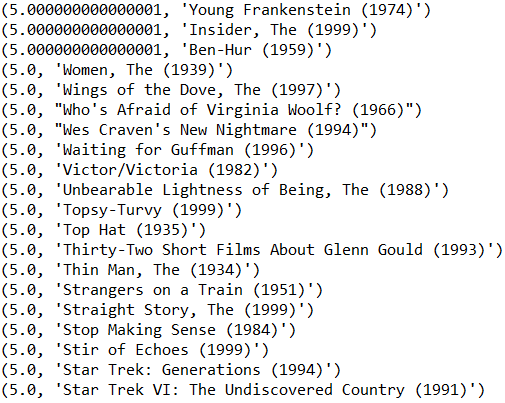 (5.000000000000001, 'Young Frankenstein (1974)')
(5.000000000000001, 'Insider, The (1999)')
(5.000000000000001, 'Ben-Hur (1959)')
(5.0, 'Women, The (1939)')
(5.0, 'Wings of the Dove, The (1997)')
(5.0, "Who's Afraid of Virginia Woolf? (1966)")
(5.0, "Wes Craven's New Nightmare (1994)")
(5.0, 'Waiting for Guffman (1996)')
(5.0, 'Victor/Victoria (1982)')
(5.0, 'Unbearable Lightness of Being, The (1988)')
(5.0, 'Topsy-Turvy (1999)')
(5.0, 'Top Hat (1935)')
(5.0, 'Thirty-Two Short Films About Glenn Gould (1993)')
(5.0, 'Thin Man, The (1934)')
(5.0, 'Strangers on a Train (1951)')
(5.0, 'Straight Story, The (1999)')
(5.0, 'Stop Making Sense (1984)')
(5.0, 'Stir of Echoes (1999)')
(5.0, 'Star Trek: Generations (1994)')
(5.0, 'Star Trek VI: The Undiscovered Country (1991)')